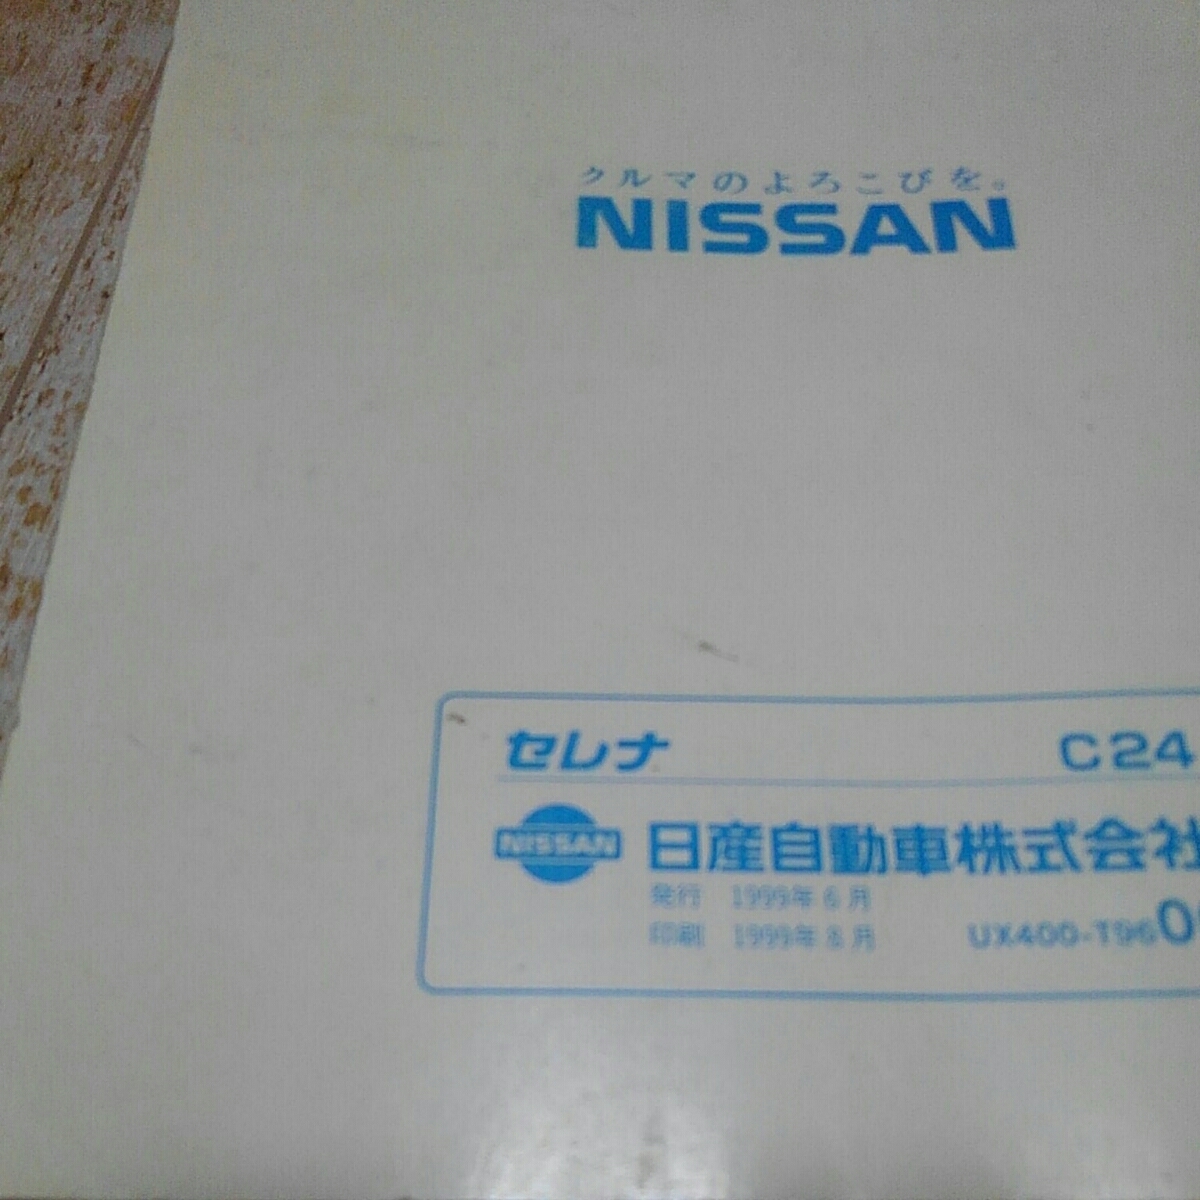 クルマのよろこびを。
NISSAN
セレナ C24
NISSAN 日産自動車株式会社
発行 1999年6月
印刷 1999年8月 UX400-T960